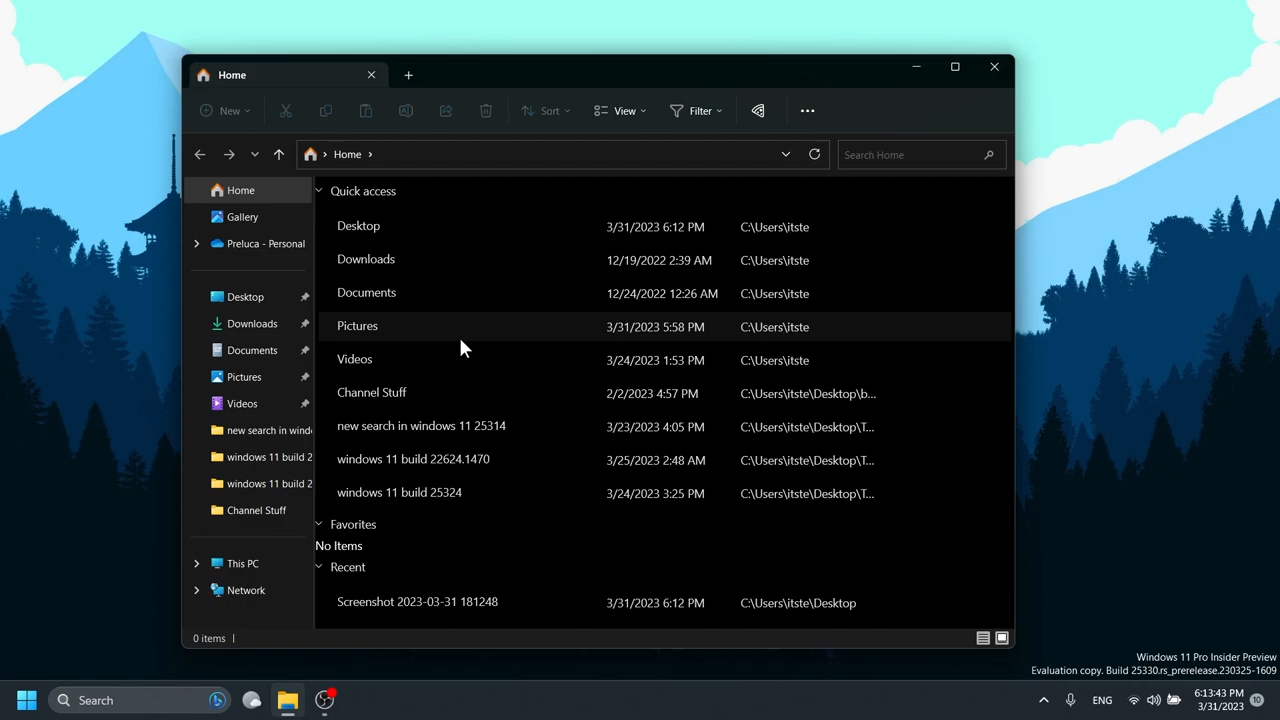 Home
New
Sort
View
Filter
Home
Search Home
Home
Gallery
Preluca - Personal
Desktop
Downloads
Documents
Pictures
Videos
new search in wind
windows 11 build 2
windows 11 build 2
Channel Stuff
This PC
Network
Quick access
Desktop 3/31/2023 6:12 PM C:\Users\itste
Downloads 12/19/2022 2:39 AM C:\Users\itste
Documents 12/24/2022 12:26 AM C:\Users\itste
Pictures 3/31/2023 5:58 PM C:\Users\itste
Videos 3/24/2023 1:53 PM C:\Users\itste
Channel Stuff 2/2/2023 4:57 PM C:\Users\itste\Desktop\b...
new search in windows 11 25314 3/23/2023 4:05 PM C:\Users\itste\Desktop\T...
windows 11 build 22624.1470 3/25/2023 2:48 AM C:\Users\itste\Desktop\T...
windows 11 build 25324 3/24/2023 3:25 PM C:\Users\itste\Desktop\T...
Favorites
No Items
Recent
Screenshot 2023-03-31 181248 3/31/2023 6:12 PM C:\Users\itste\Desktop
0 items
Windows 11 Pro Insider Preview
Evaluation copy. Build 25330.rs_prerelease.230325-1609
Search
ENG
6:13:43 PM
3/31/2023
10